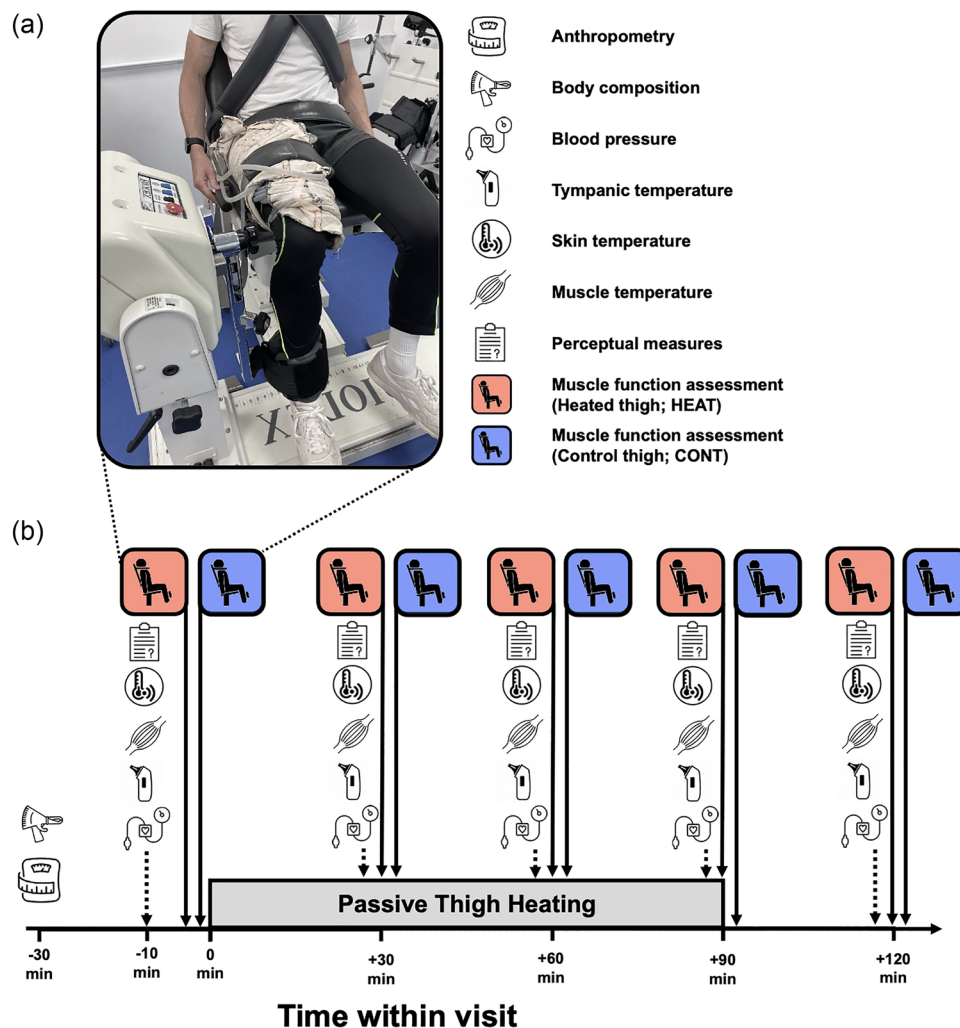 (a)
Anthropometry
Body composition
Blood pressure
Tympanic temperature
Skin temperature
Muscle temperature
?
Perceptual measures
Muscle function assessment
(Heated thigh; HEAT)
Muscle function assessment
(Control thigh; CONT)
(b)
? ? ? ? ?
Passive Thigh Heating
-30 -10 0 +30 +60 +90 +120
min min min min min min min
Time within visit